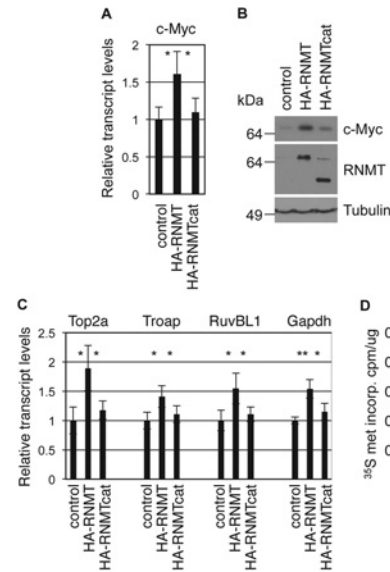 A
c-Myc
Relative transcript levels
2
1.5
1
0.5
0
* *
control
HA-RNMT
HA-RNMTcat
B
kDa
control
HA-RNMT
HA-RNMTcat
64
c-Myc
64
RNMT
49
Tubulin
C
Top2a Troap RuvBL1 Gapdh
Relative transcript levels
2.5
2
1.5
1
0.5
0
* * * * * * ** *
control
HA-RNMT
HA-RNMTcat
control
HA-RNMT
HA-RNMTcat
control
HA-RNMT
HA-RNMTcat
control
HA-RNMT
HA-RNMTcat
D
35S met incorp. cpm/ug